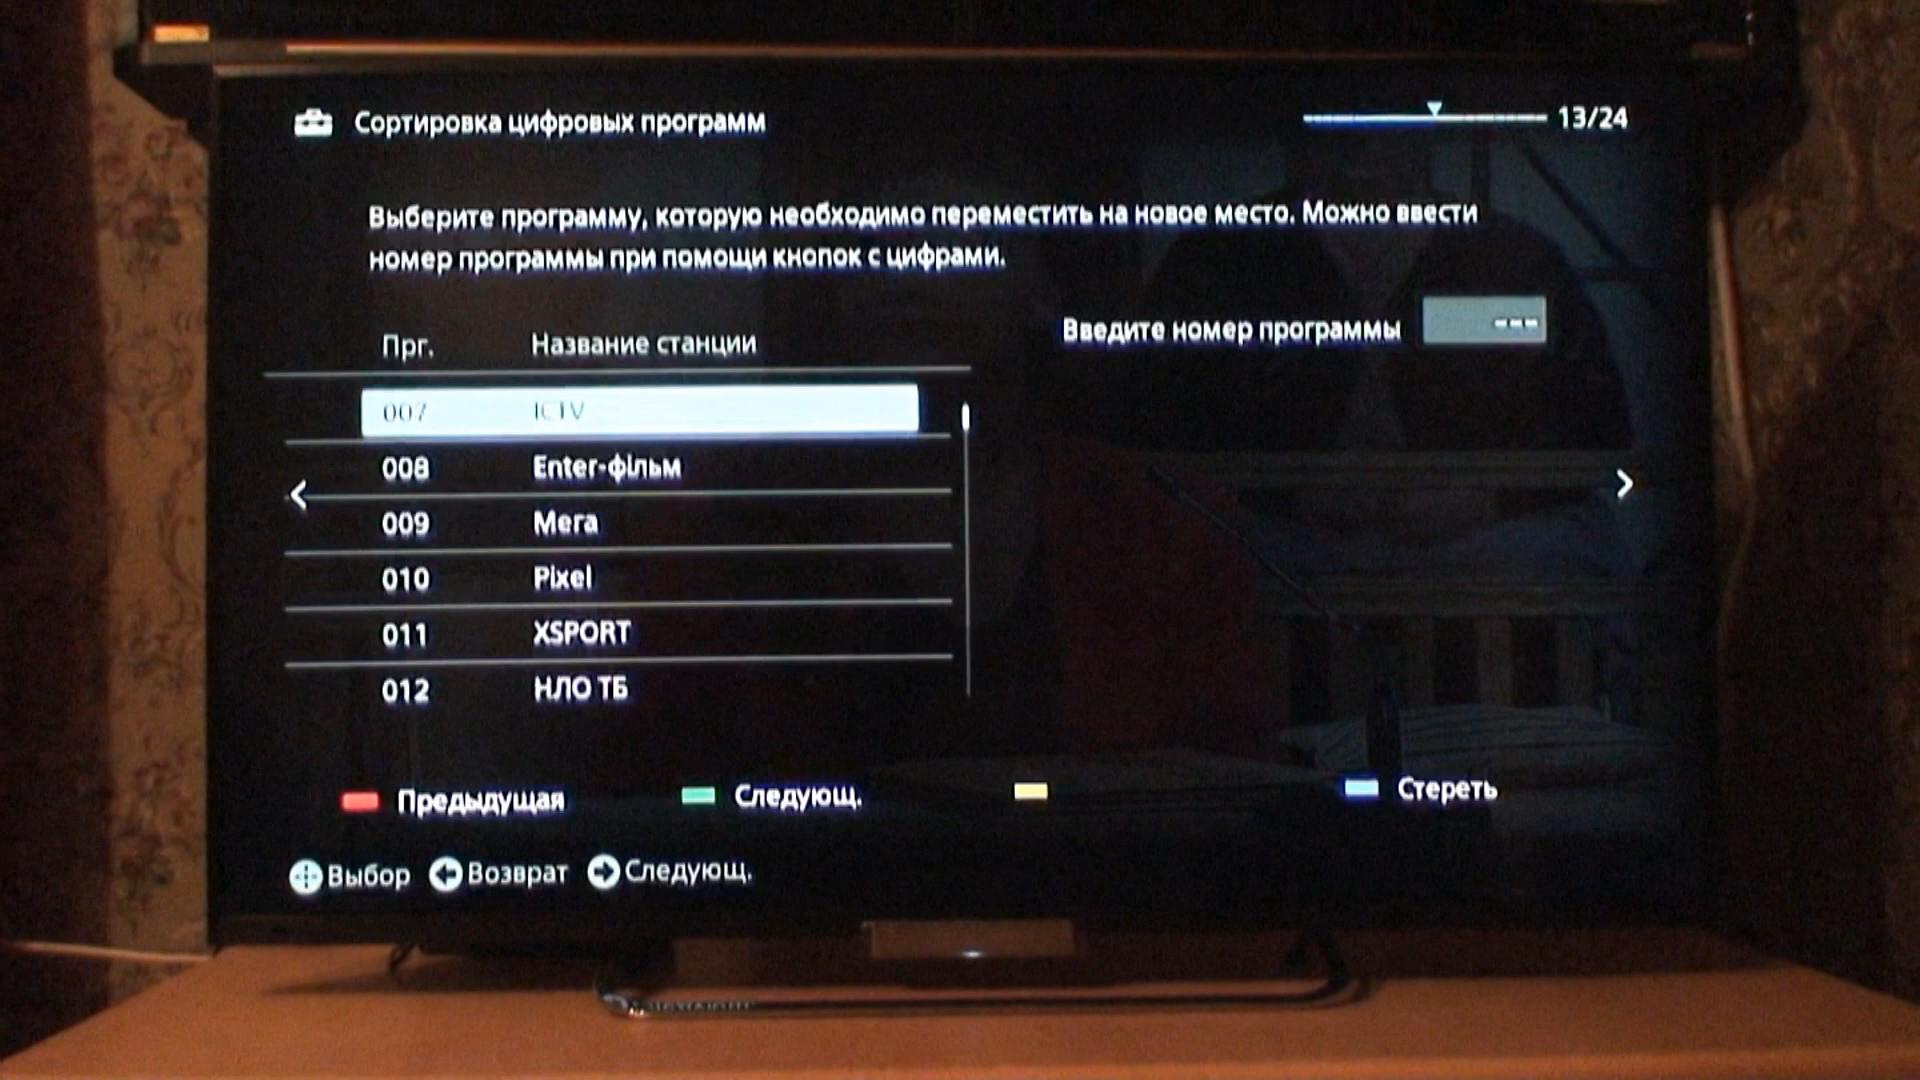 Сортировка цифровых программ
13/24
Выберите программу, которую необходимо переместить на новое место. Можно ввести
номер программы при помощи кнопок с цифрами.
Введите номер программы ---
Прг. Название станции
007 ICTV
008 Enter-фільм
009 Мега
010 Pixel
011 XSPORT
012 НЛО ТБ
Предыдущая Следующ. Стереть
Выбор Возврат Следующ.